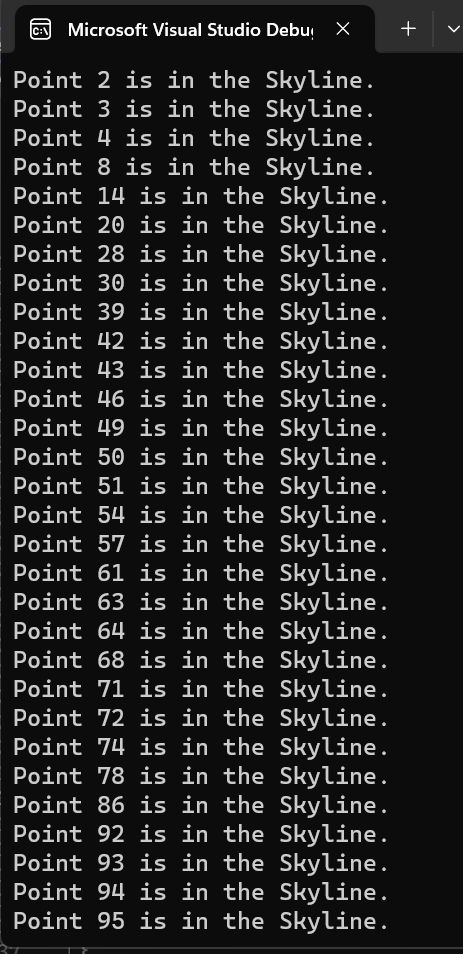 Microsoft Visual Studio Debu
Point 2 is in the Skyline.
Point 3 is in the Skyline.
Point 4 is in the Skyline.
Point 8 is in the Skyline.
Point 14 is in the Skyline.
Point 20 is in the Skyline.
Point 28 is in the Skyline.
Point 30 is in the Skyline.
Point 39 is in the Skyline.
Point 42 is in the Skyline.
Point 43 is in the Skyline.
Point 46 is in the Skyline.
Point 49 is in the Skyline.
Point 50 is in the Skyline.
Point 51 is in the Skyline.
Point 54 is in the Skyline.
Point 57 is in the Skyline.
Point 61 is in the Skyline.
Point 63 is in the Skyline.
Point 64 is in the Skyline.
Point 68 is in the Skyline.
Point 71 is in the Skyline.
Point 72 is in the Skyline.
Point 74 is in the Skyline.
Point 78 is in the Skyline.
Point 86 is in the Skyline.
Point 92 is in the Skyline.
Point 93 is in the Skyline.
Point 94 is in the Skyline.
Point 95 is in the Skyline.